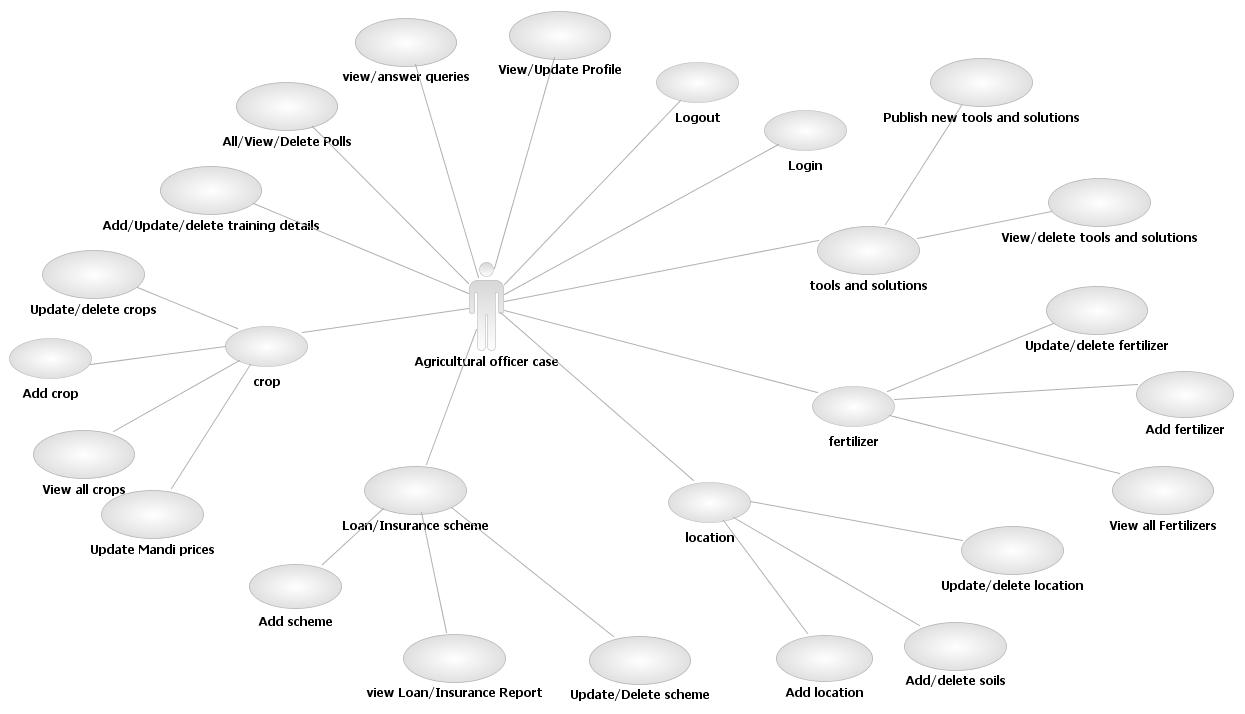 view/answer queries
View/Update Profile
Logout
Publish new tools and solutions
All/View/Delete Polls
Login
Add/Update/delete training details
View/delete tools and solutions
tools and solutions
Update/delete crops
Update/delete fertilizer
Agricultural officer case
crop
Add crop
fertilizer
Add fertilizer
View all crops
Loan/Insurance scheme
View all Fertilizers
location
Update Mandi prices
Update/delete location
Add scheme
Add/delete soils
view Loan/Insurance Report
Update/Delete scheme
Add location